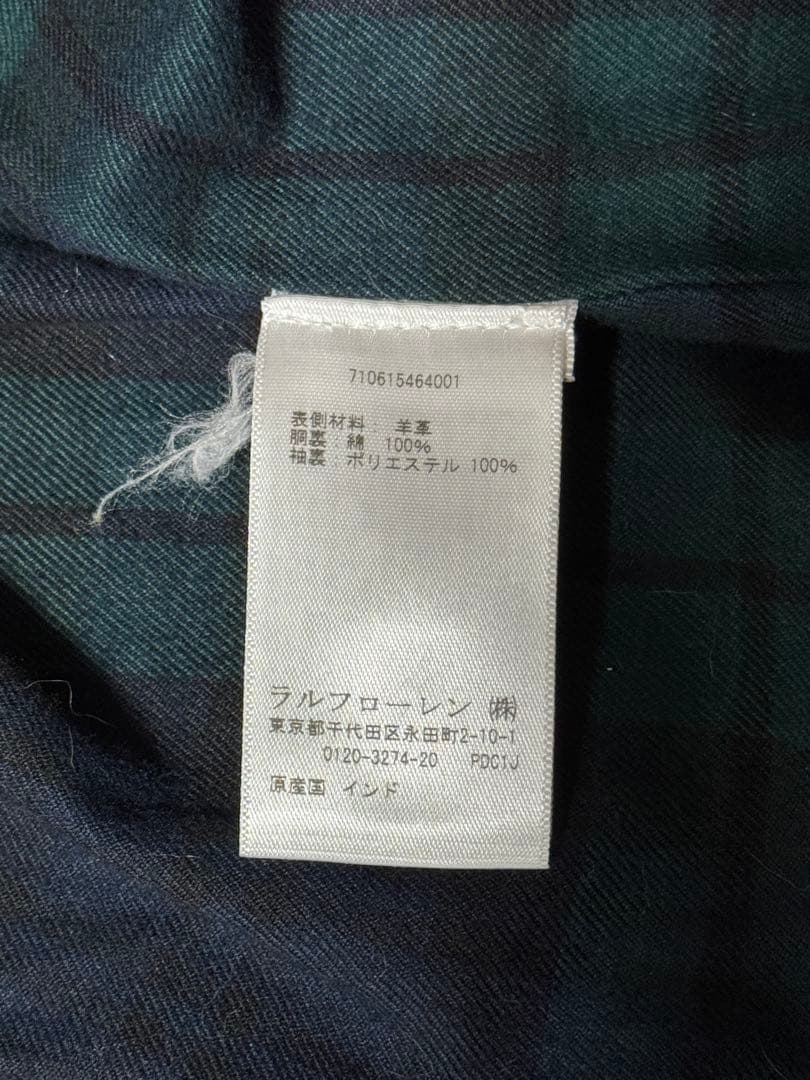 710615464001
表側材料 羊革
胴裏:綿 100%
袖裏:ポリエステル 100%
ラルフローレン ㈱
東京都千代田区永田町2-10-1
0120-3274-20 PDC1J
原産国 インド